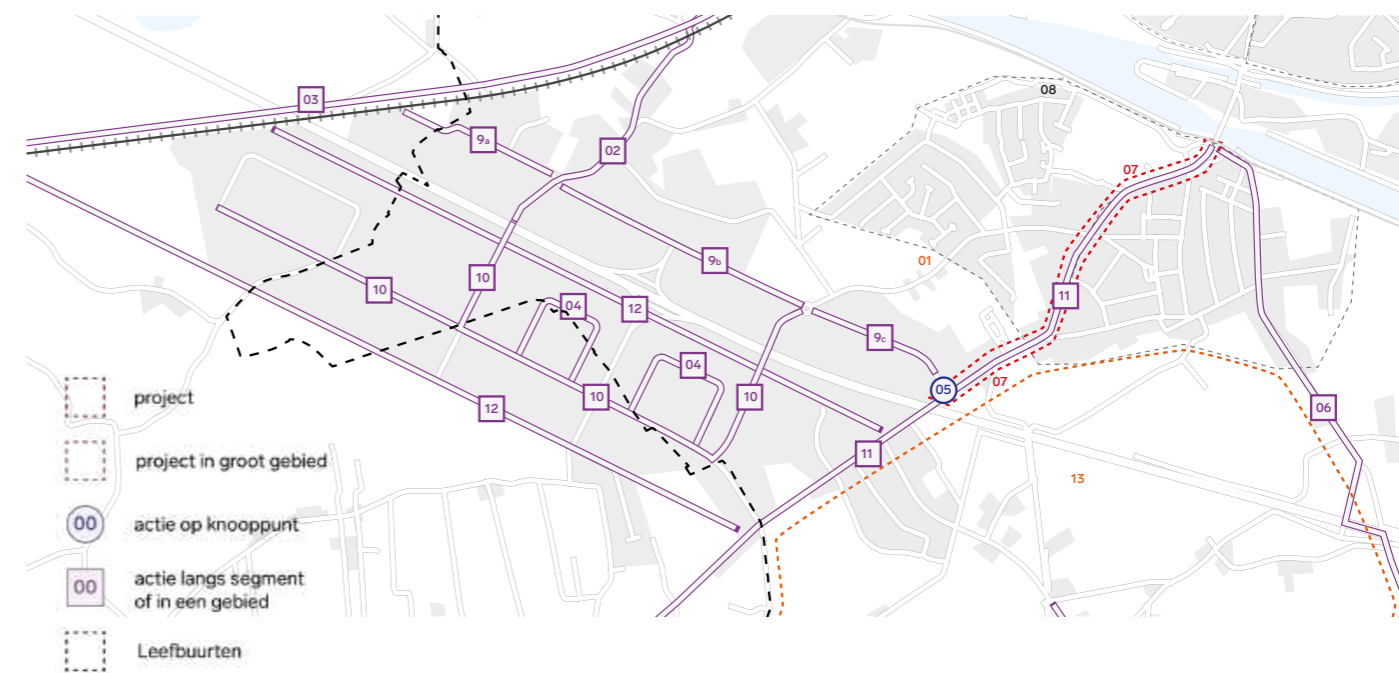 08
03
9a
02
07
01
9b
10
10
11
04
12
9c
04
07
05
10
10
12
06
11
13
project
project in groot gebied
00 actie op knooppunt
00 actie langs segment
of in een gebied
Leefbuurten